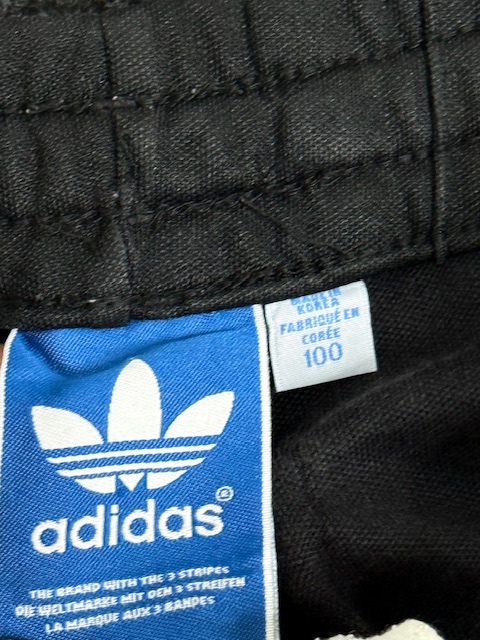 MADE IN
KOREA
FABRIQUÉ EN
CORÉE
100
adidas®
THE BRAND WITH THE 3 STRIPES
DIE WELTMARKE MIT DEN 3 STREIFEN
LA MARQUE AUX 3 BANDES